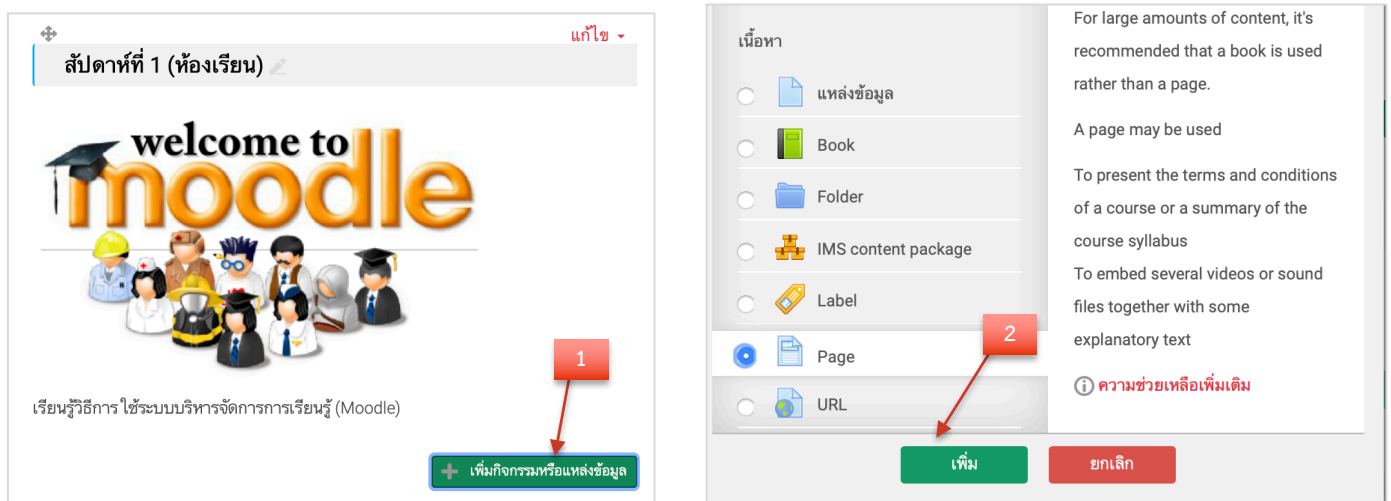 แก้ไข
สัปดาห์ที่ 1 (ห้องเรียน)
welcome to
moodle
1
เรียนรู้วิธีการ ใช้ระบบบริหารจัดการการเรียนรู้ (Moodle)
เพิ่มกิจกรรมหรือแหล่งข้อมูล
เนื้อหา
แหล่งข้อมูล
Book
Folder
IMS content package
Label
Page
URL
For large amounts of content, it's
recommended that a book is used
rather than a page.
A page may be used
To present the terms and conditions
of a course or a summary of the
course syllabus
To embed several videos or sound
files together with some
explanatory text
ความช่วยเหลือเพิ่มเติม
2
เพิ่ม
ยกเลิก